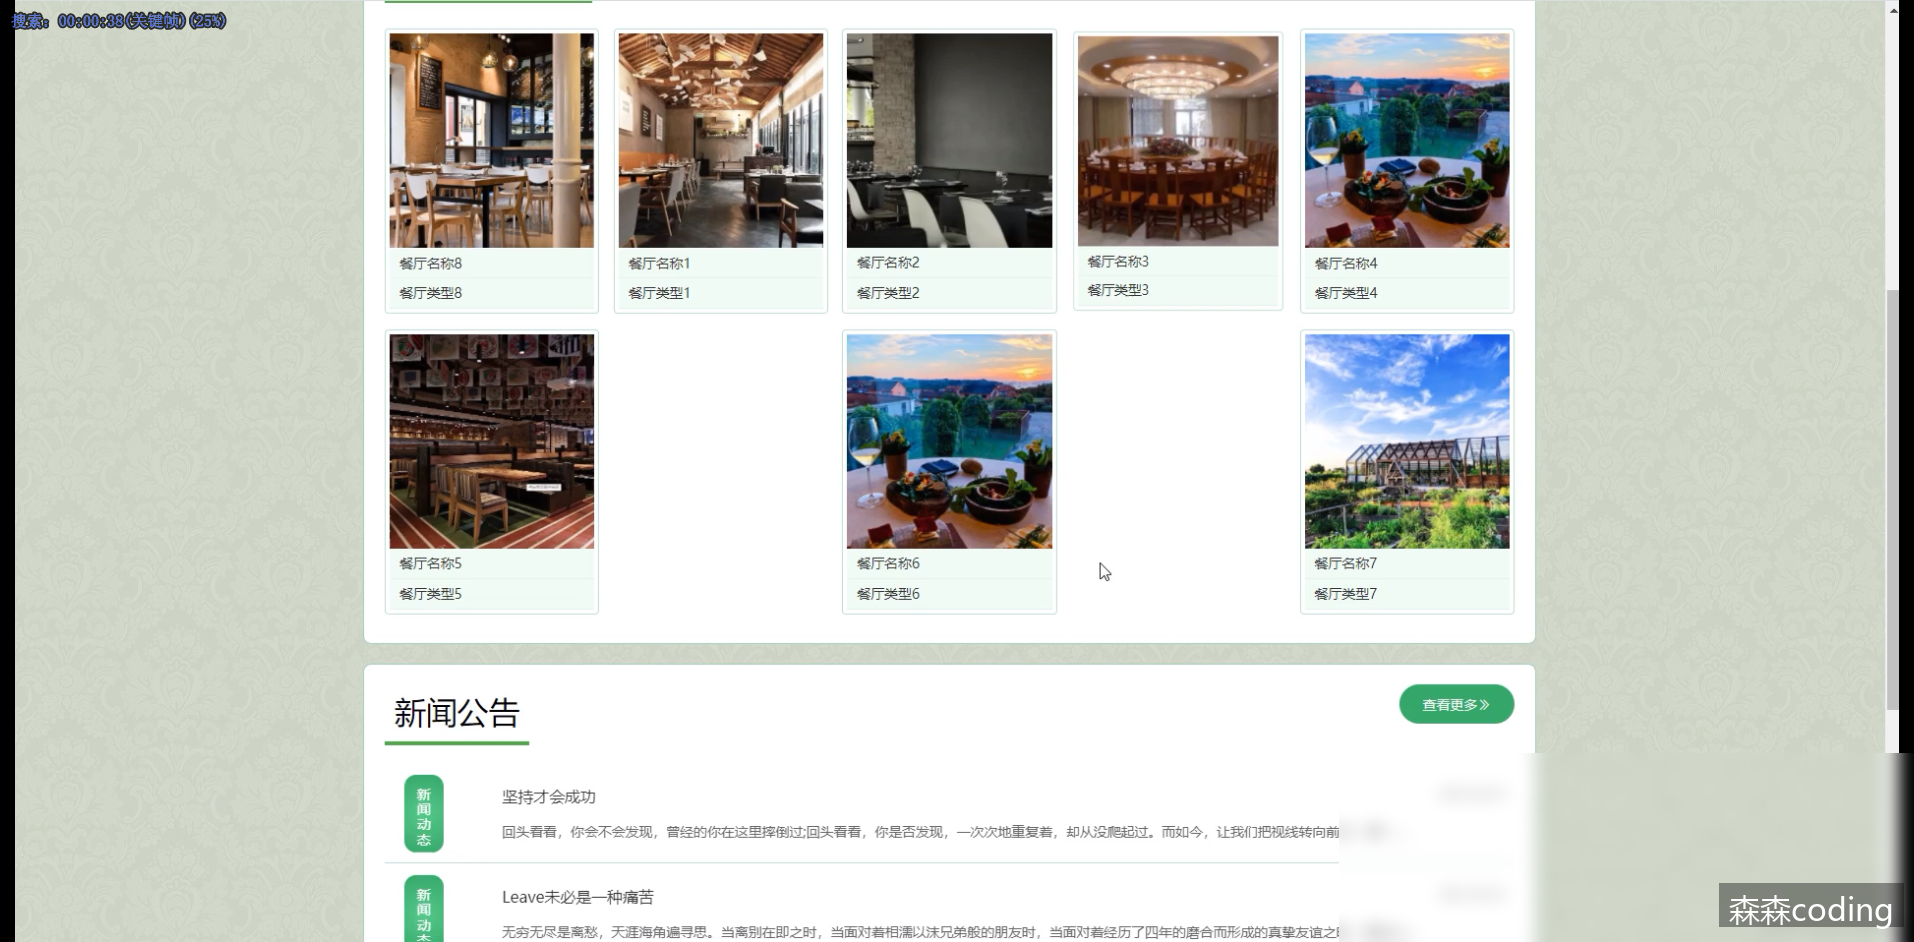 搜索: 00:00:38(关键帧)(25%)
餐厅名称8
餐厅类型8
餐厅名称1
餐厅类型1
餐厅名称2
餐厅类型2
餐厅名称3
餐厅类型3
餐厅名称4
餐厅类型4
餐厅名称5
餐厅类型5
餐厅名称6
餐厅类型6
餐厅名称7
餐厅类型7
新闻公告
查看更多
新闻动态
坚持才会成功
回头看看，你会不会发现，曾经的你在这里摔倒过;回头看看，你是否发现，一次次地重复着，却从没爬起过。而如今，让我们把视线转向前
新闻动态
Leave未必是一种痛苦
无穷无尽是离愁，天涯海角遍寻思。当离别在即之时，当面对着相濡以沫兄弟般的朋友时，当面对着经历了四年的磨合而形成的真挚友谊之
森森coding